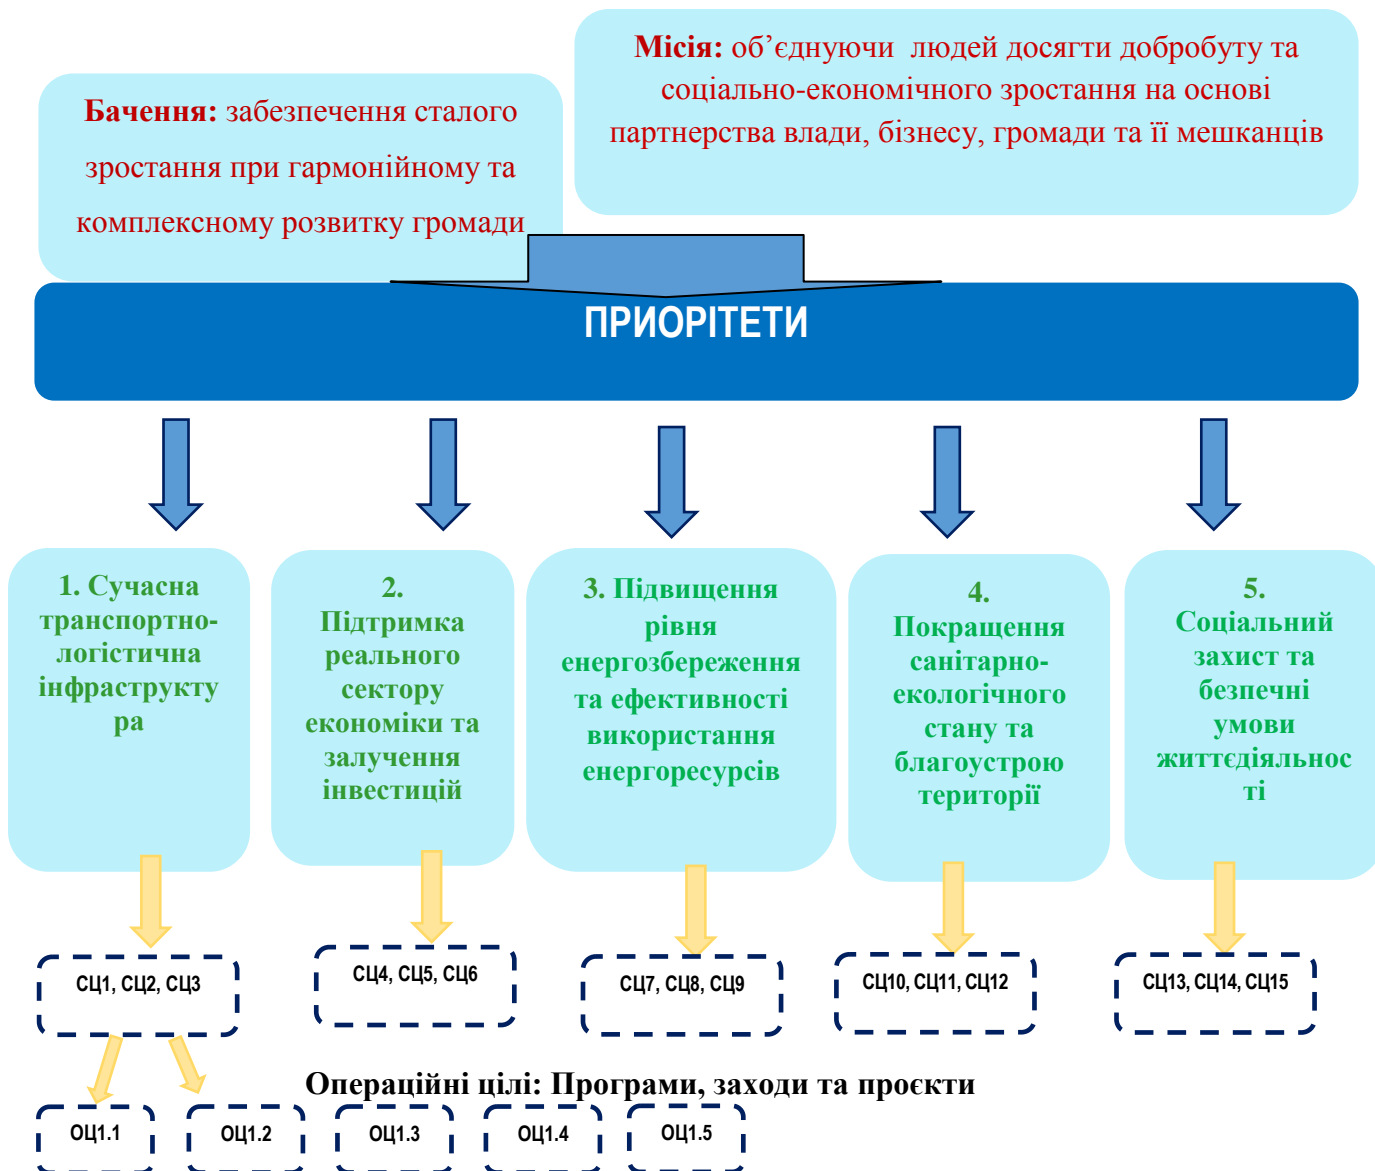 Місія: об’єднуючи людей досягти добробуту та
соціально-економічного зростання на основі
партнерства влади, бізнесу, громади та її мешканців
Бачення: забезпечення сталого
зростання при гармонійному та
комплексному розвитку громади
ПРИОРІТЕТИ
1. Сучасна
транспортно-
логістична
інфраструкту
ра
2.
Підтримка
реального
сектору
економіки та
залучення
інвестицій
3. Підвищення
рівня
енергозбереження
та ефективності
використання
енергоресурсів
4.
Покращення
санітарно-
екологічного
стану та
благоустрою
території
5.
Соціальний
захист та
безпечні
умови
життєдіяльнос
ті
СЦ1, СЦ2, СЦ3
СЦ4, СЦ5, СЦ6
СЦ7, СЦ8, СЦ9
СЦ10, СЦ11, СЦ12
СЦ13, СЦ14, СЦ15
Операційні цілі: Програми, заходи та проєкти
ОЦ1.1
ОЦ1.2
ОЦ1.3
ОЦ1.4
ОЦ1.5